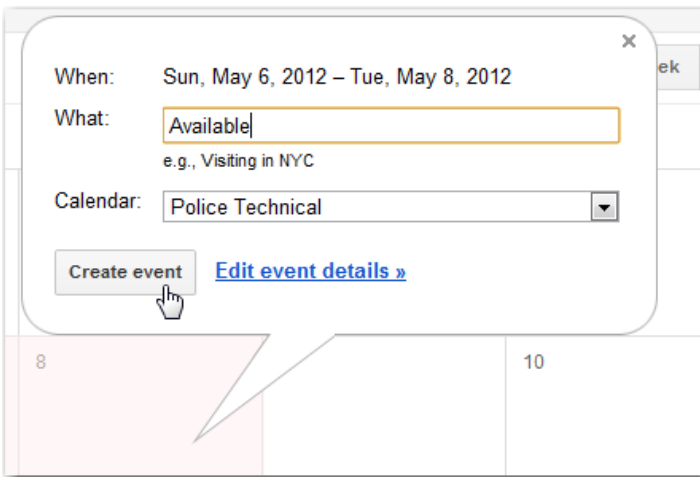 ×
When: Sun, May 6, 2012 – Tue, May 8, 2012
ek
What: Available
e.g., Visiting in NYC
Calendar: Police Technical
Create event Edit event details »
8 10